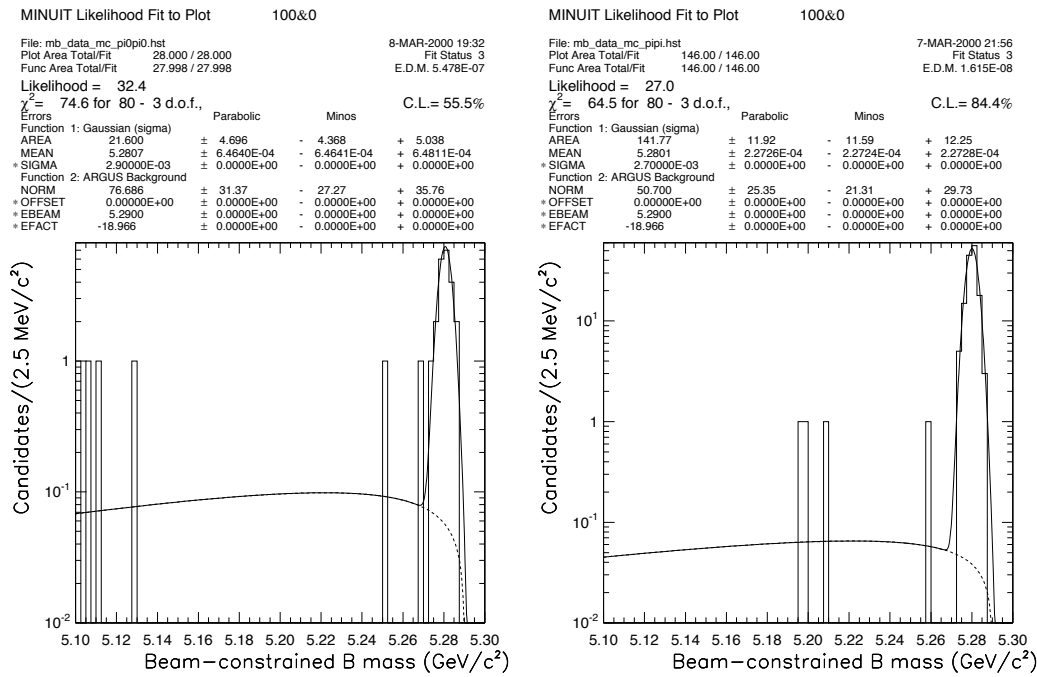 MINUIT Likelihood Fit to Plot 100&0
File: mb_data_mc_pi0pi0.hst 8-MAR-2000 19:32
Plot Area Total/Fit 28.000 / 28.000 Fit Status 3
Func Area Total/Fit 27.998 / 27.998 E.D.M. 5.478E-07
Likelihood = 32.4
χ²= 74.6 for 80 - 3 d.o.f., C.L.= 55.5%
Errors Parabolic Minos
Function 1: Gaussian (sigma)
AREA 21.600 ± 4.696 - 4.368 + 5.038
MEAN 5.2807 ± 6.4640E-04 - 6.4641E-04 + 6.4811E-04
* SIGMA 2.90000E-03 ± 0.0000E+00 - 0.0000E+00 + 0.0000E+00
Function 2: ARGUS Background
NORM 76.686 ± 31.37 - 27.27 + 35.76
* OFFSET 0.00000E+00 ± 0.0000E+00 - 0.0000E+00 + 0.0000E+00
* EBEAM 5.2900 ± 0.0000E+00 - 0.0000E+00 + 0.0000E+00
* EFACT -18.966 ± 0.0000E+00 - 0.0000E+00 + 0.0000E+00
Candidates/(2.5 MeV/c²)
1
10⁻¹
10⁻²
5.10 5.12 5.14 5.16 5.18 5.20 5.22 5.24 5.26 5.28 5.30
Beam-constrained B mass (GeV/c²)
MINUIT Likelihood Fit to Plot 100&0
File: mb_data_mc_pipi.hst 7-MAR-2000 21:56
Plot Area Total/Fit 146.00 / 146.00 Fit Status 3
Func Area Total/Fit 146.00 / 146.00 E.D.M. 1.615E-08
Likelihood = 27.0
χ²= 64.5 for 80 - 3 d.o.f., C.L.= 84.4%
Errors Parabolic Minos
Function 1: Gaussian (sigma)
AREA 141.77 ± 11.92 - 11.59 + 12.25
MEAN 5.2801 ± 2.2726E-04 - 2.2724E-04 + 2.2728E-04
* SIGMA 2.70000E-03 ± 0.0000E+00 - 0.0000E+00 + 0.0000E+00
Function 2: ARGUS Background
NORM 50.700 ± 25.35 - 21.31 + 29.73
* OFFSET 0.00000E+00 ± 0.0000E+00 - 0.0000E+00 + 0.0000E+00
* EBEAM 5.2900 ± 0.0000E+00 - 0.0000E+00 + 0.0000E+00
* EFACT -18.966 ± 0.0000E+00 - 0.0000E+00 + 0.0000E+00
Candidates/(2.5 MeV/c²)
10¹
1
10⁻¹
10⁻²
5.10 5.12 5.14 5.16 5.18 5.20 5.22 5.24 5.26 5.28 5.30
Beam-constrained B mass (GeV/c²)